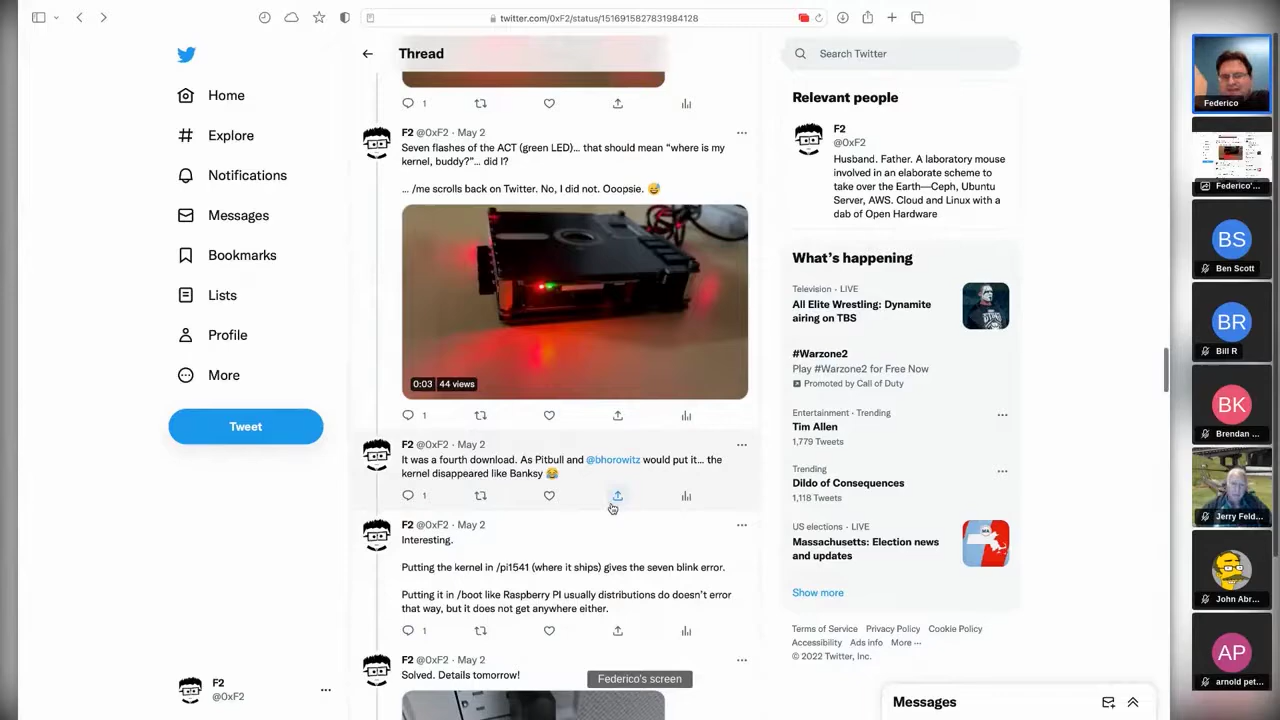 twitter.com/0xF2/status/1516915827831984128
Home
Explore
Notifications
Messages
Bookmarks
Lists
Profile
More
Tweet
F2
@0xF2
Thread
1
F2 @0xF2 · May 2
Seven flashes of the ACT (green LED)... that should mean “where is my
kernel, buddy?”... did I?
... /me scrolls back on Twitter. No, I did not. Ooopsie. 😅
0:03 44 views
1
F2 @0xF2 · May 2
It was a fourth download. As Pitbull and @bhorowitz would put it... the
kernel disappeared like Banksy 😂
1
F2 @0xF2 · May 2
Interesting.
Putting the kernel in /pi1541 (where it ships) gives the seven blink error.
Putting it in /boot like Raspberry PI usually distributions do doesn't error
that way, but it does not get anywhere either.
1
F2 @0xF2 · May 2
Solved. Details tomorrow!
Federico's screen
Search Twitter
Relevant people
F2
@0xF2
Husband. Father. A laboratory mouse
involved in an elaborate scheme to
take over the Earth—Ceph, Ubuntu
Server, AWS. Cloud and Linux with a
dab of Open Hardware
What's happening
Television · LIVE
All Elite Wrestling: Dynamite
airing on TBS
#Warzone2
Play #Warzone2 for Free Now
Promoted by Call of Duty
Entertainment · Trending
Tim Allen
1,779 Tweets
Trending
Dildo of Consequences
1,118 Tweets
US elections · LIVE
Massachusetts: Election news
and updates
Show more
Terms of Service Privacy Policy Cookie Policy
Accessibility Ads info More ···
© 2022 Twitter, Inc.
Messages
Federico
Federico'...
BS
Ben Scott
BR
Bill R
BK
Brendan ...
Jerry Feld...
John Abr...
AP
arnold pet...